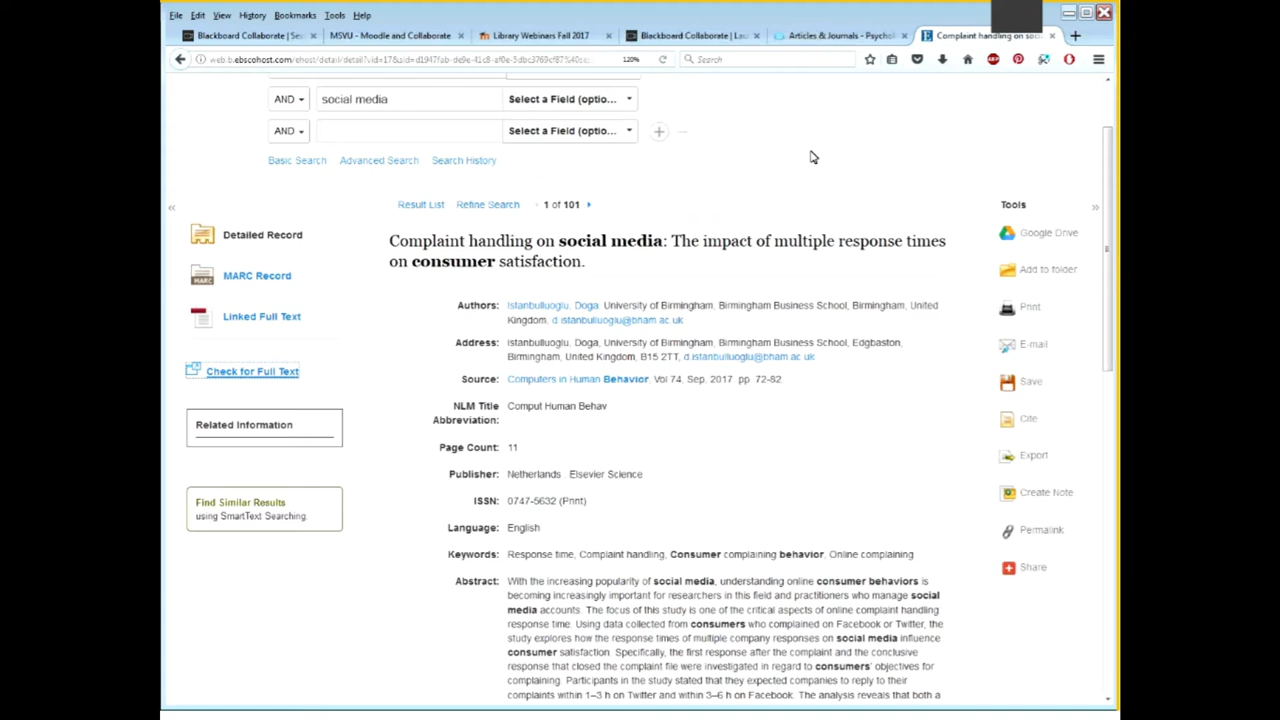 File Edit View History Bookmarks Tools Help
Blackboard Collaborate | MSVU - Moodle and Collaborate Library Webinars Fall 2017 Blackboard Collaborate | Articles & Journals - Psychol Complaint handling on soci
Search
120%
AND social media Select a Field (optio...
AND Select a Field (optio...
Basic Search Advanced Search Search History
Result List Refine Search 1 of 101
Tools
Detailed Record
MARC Record
Linked Full Text
Check for Full Text
Related Information
Find Similar Results
using SmartText Searching.
Complaint handling on social media: The impact of multiple response times
on consumer satisfaction.
Authors: Istanbulluoglu, Doga. University of Birmingham, Birmingham Business School, Birmingham, United
Kingdom, d.istanbulluoglu@bham.ac.uk
Address: Istanbulluoglu, Doga, University of Birmingham, Birmingham Business School, Edgbaston,
Birmingham, United Kingdom, B15 2TT, d.istanbulluoglu@bham.ac.uk
Source: Computers in Human Behavior, Vol 74, Sep, 2017 pp. 72-82
NLM Title Comput Human Behav
Abbreviation:
Page Count: 11
Publisher: Netherlands : Elsevier Science
ISSN: 0747-5632 (Print)
Language: English
Keywords: Response time, Complaint handling, Consumer complaining behavior, Online complaining
Abstract: With the increasing popularity of social media, understanding online consumer behaviors is
becoming increasingly important for researchers in this field and practitioners who manage social
media accounts. The focus of this study is one of the critical aspects of online complaint handling
response time. Using data collected from consumers who complained on Facebook or Twitter, the
study explores how the response times of multiple company responses on social media influence
consumer satisfaction. Specifically, the first response after the complaint and the conclusive
response that closed the complaint file were investigated in regard to consumers' objectives for
complaining. Participants in the study stated that they expected companies to reply to their
complaints within 1–3 h on Twitter and within 3–6 h on Facebook. The analysis reveals that both a
Google Drive
Add to folder
Print
E-mail
Save
Cite
Export
Create Note
Permalink
Share